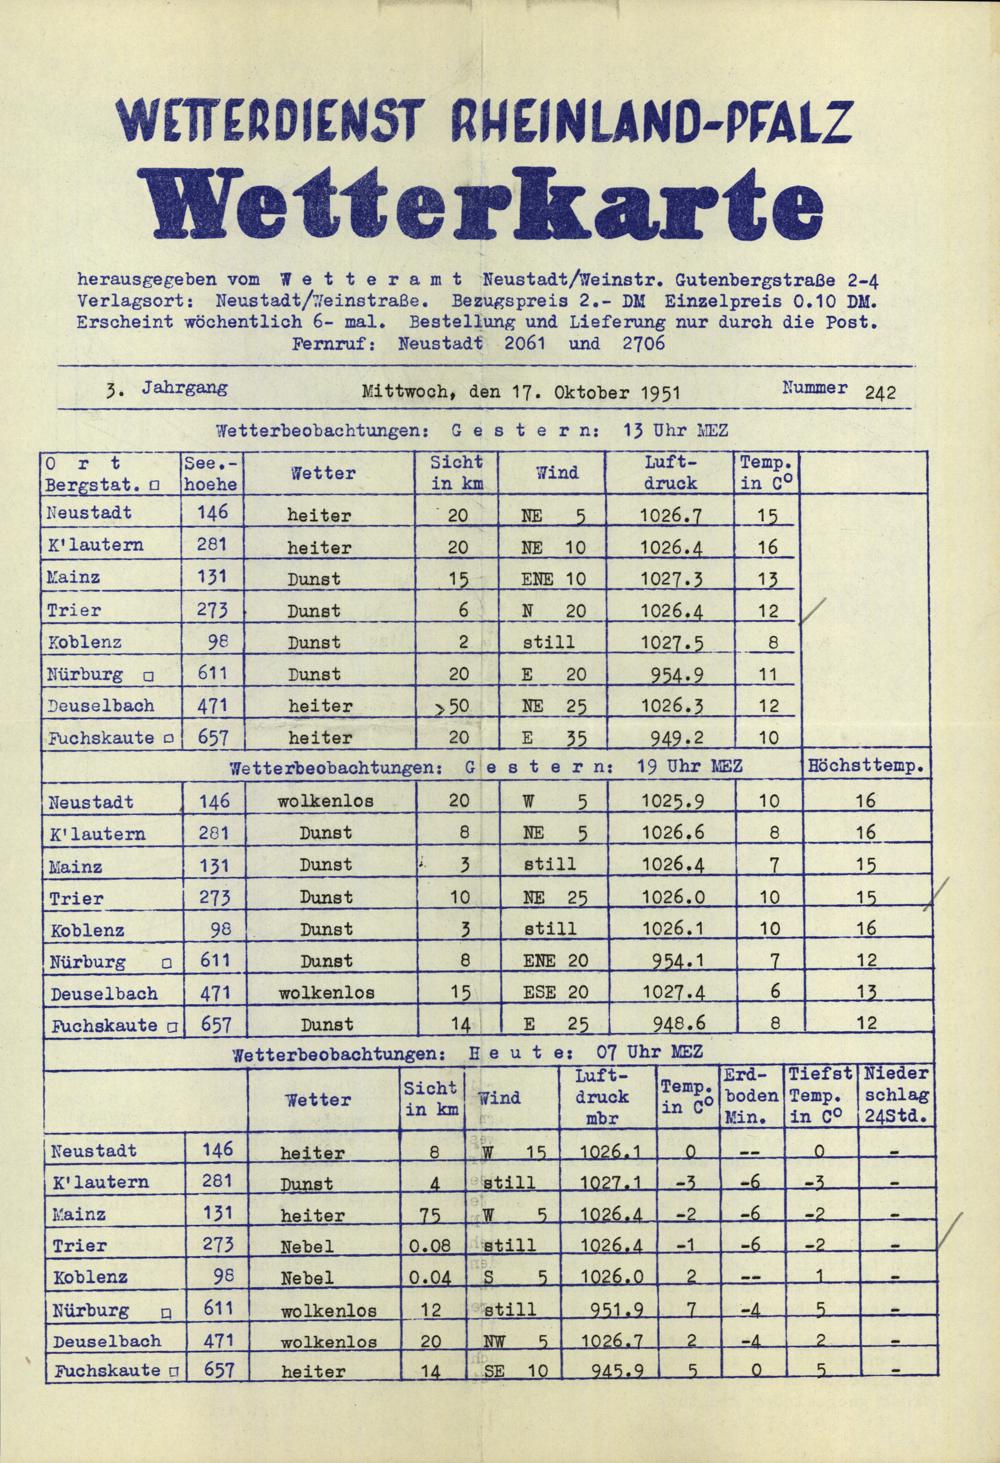 WETTERDIENST RHEINLAND-PFALZ
Wetterkarte
herausgegeben vom W e t t e r a m t Neustadt/Weinstr. Gutenbergstraße 2-4
Verlagsort: Neustadt/Weinstraße. Bezugspreis 2.- DM Einzelpreis 0.10 DM.
Erscheint wöchentlich 6- mal. Bestellung und Lieferung nur durch die Post.
Fernruf: Neustadt 2061 und 2706
3. Jahrgang Mittwoch, den 17. Oktober 1951 Nummer 242
Wetterbeobachtungen: G e s t e r n: 13 Uhr MEZ
O r t See.- Wetter Sicht Wind Luft- Temp.
Bergstat. □ hoehe in km druck in C°
Neustadt 146 heiter 20 NE 5 1026.7 15
K'lautern 281 heiter 20 NE 10 1026.4 16
Mainz 131 Dunst 15 ENE 10 1027.3 13
Trier 273 Dunst 6 N 20 1026.4 12
Koblenz 98 Dunst 2 still 1027.5 8
Nürburg □ 611 Dunst 20 E 20 954.9 11
Deuselbach 471 heiter >50 NE 25 1026.3 12
Fuchskaute □ 657 heiter 20 E 35 949.2 10
Wetterbeobachtungen: G e s t e r n: 19 Uhr MEZ Höchsttemp.
Neustadt 146 wolkenlos 20 W 5 1025.9 10 16
K'lautern 281 Dunst 8 NE 5 1026.6 8 16
Mainz 131 Dunst 3 still 1026.4 7 15
Trier 273 Dunst 10 NE 25 1026.0 10 15
Koblenz 98 Dunst 3 still 1026.1 10 16
Nürburg □ 611 Dunst 8 ENE 20 954.1 7 12
Deuselbach 471 wolkenlos 15 ESE 20 1027.4 6 13
Fuchskaute □ 657 Dunst 14 E 25 948.6 8 12
Wetterbeobachtungen: H e u t e: 07 Uhr MEZ
Luft- Erd- Tiefst Nieder
Wetter Sicht Wind druck Temp. boden Temp. schlag
in km mbr in C° Min. in C° 24Std.
Neustadt 146 heiter 8 W 15 1026.1 0 -- 0 -
K'lautern 281 Dunst 4 still 1027.1 -3 -6 -3 -
Mainz 131 heiter 75 W 5 1026.4 -2 -6 -2 -
Trier 273 Nebel 0.08 still 1026.4 -1 -6 -2 -
Koblenz 98 Nebel 0.04 S 5 1026.0 2 -- 1 -
Nürburg □ 611 wolkenlos 12 still 951.9 7 -4 5 -
Deuselbach 471 wolkenlos 20 NW 5 1026.7 2 -4 2 -
Fuchskaute □ 657 heiter 14 SE 10 945.9 5 0 5 -